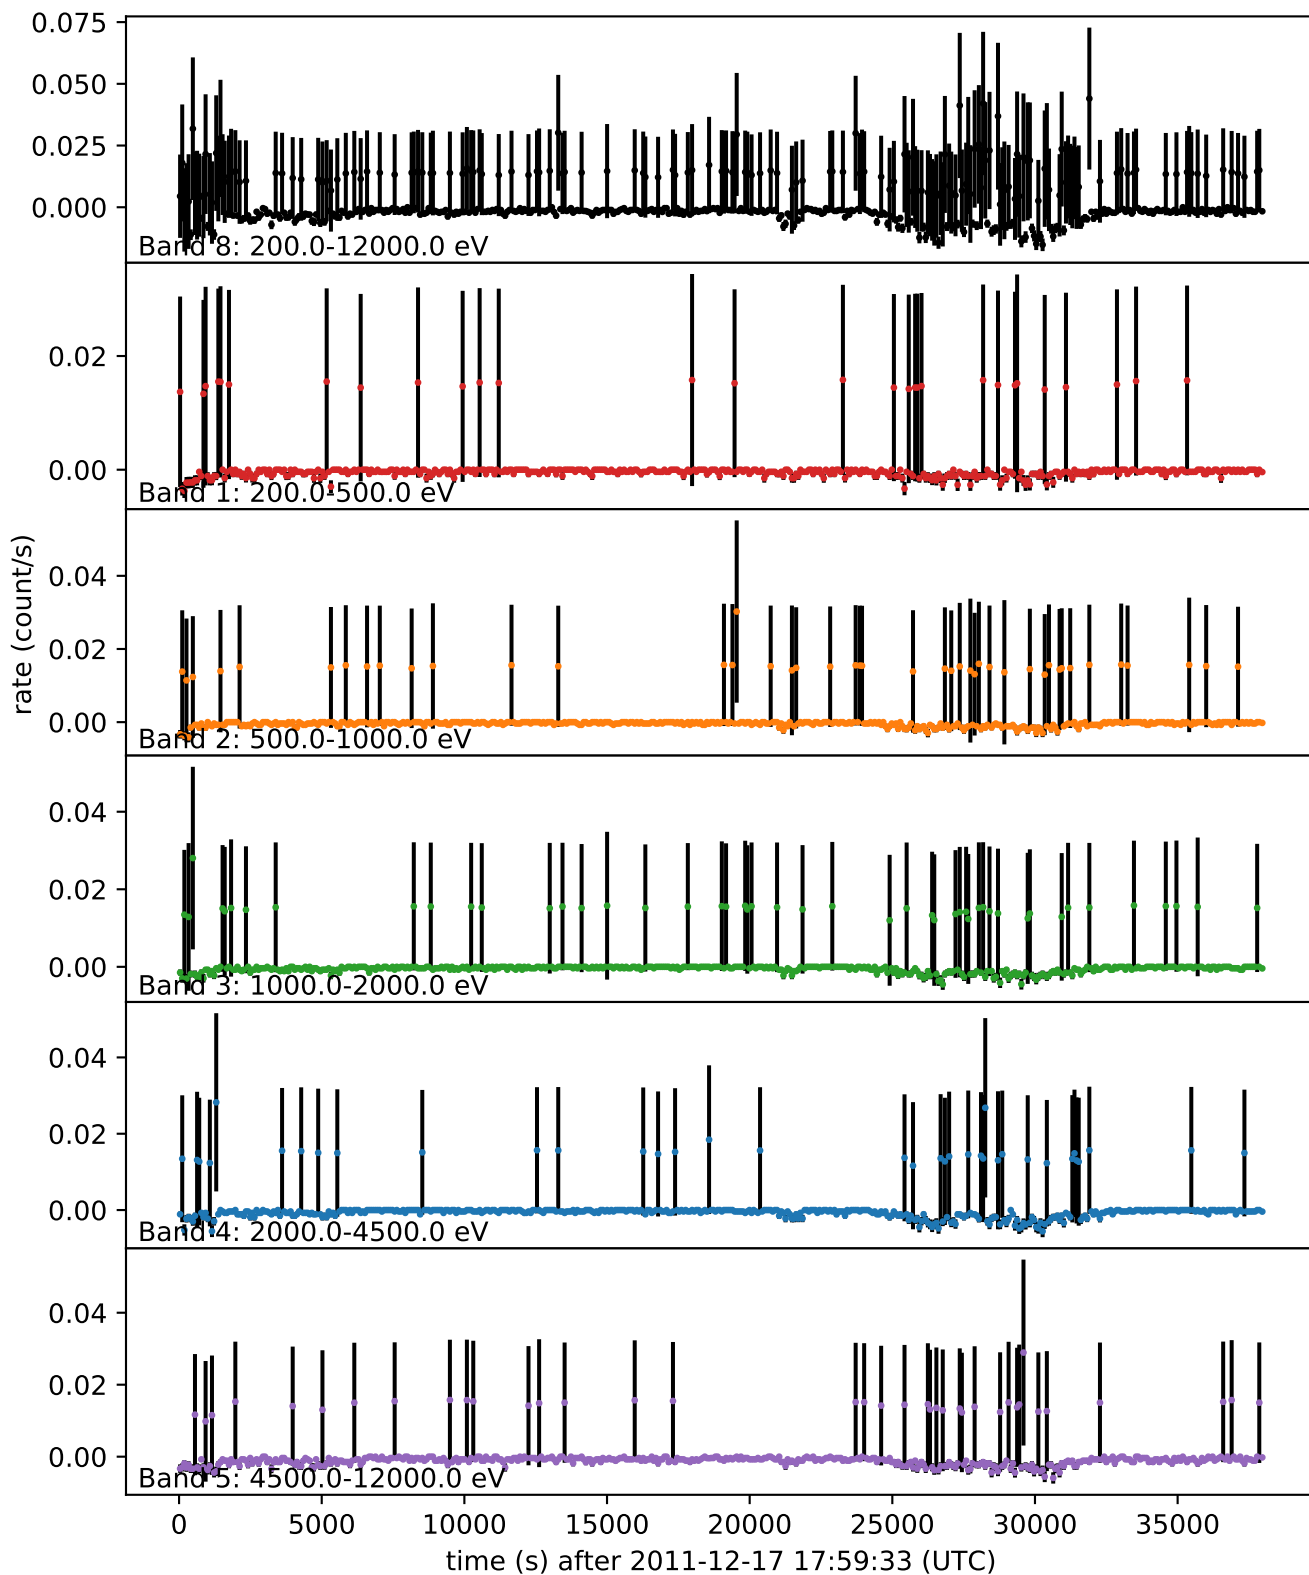 0.075
0.050
0.025
0.000
Band 8: 200.0-12000.0 eV
0.02
0.00
Band 1: 200.0-500.0 eV
0.04
0.02
0.00
Band 2: 500.0-1000.0 eV
rate (count/s)
0.04
0.02
0.00
Band 3: 1000.0-2000.0 eV
0.04
0.02
0.00
Band 4: 2000.0-4500.0 eV
0.04
0.02
0.00
Band 5: 4500.0-12000.0 eV
0 5000 10000 15000 20000 25000 30000 35000
time (s) after 2011-12-17 17:59:33 (UTC)